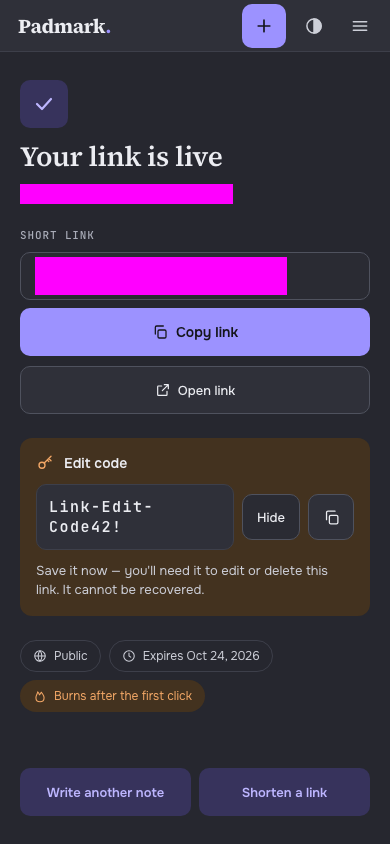 Padmark.
Your link is live
SHORT LINK
Copy link
Open link
Edit code
Link-Edit-
Code42!
Hide
Save it now — you'll need it to edit or delete this
link. It cannot be recovered.
Public
Expires Oct 24, 2026
Burns after the first click
Write another note
Shorten a link